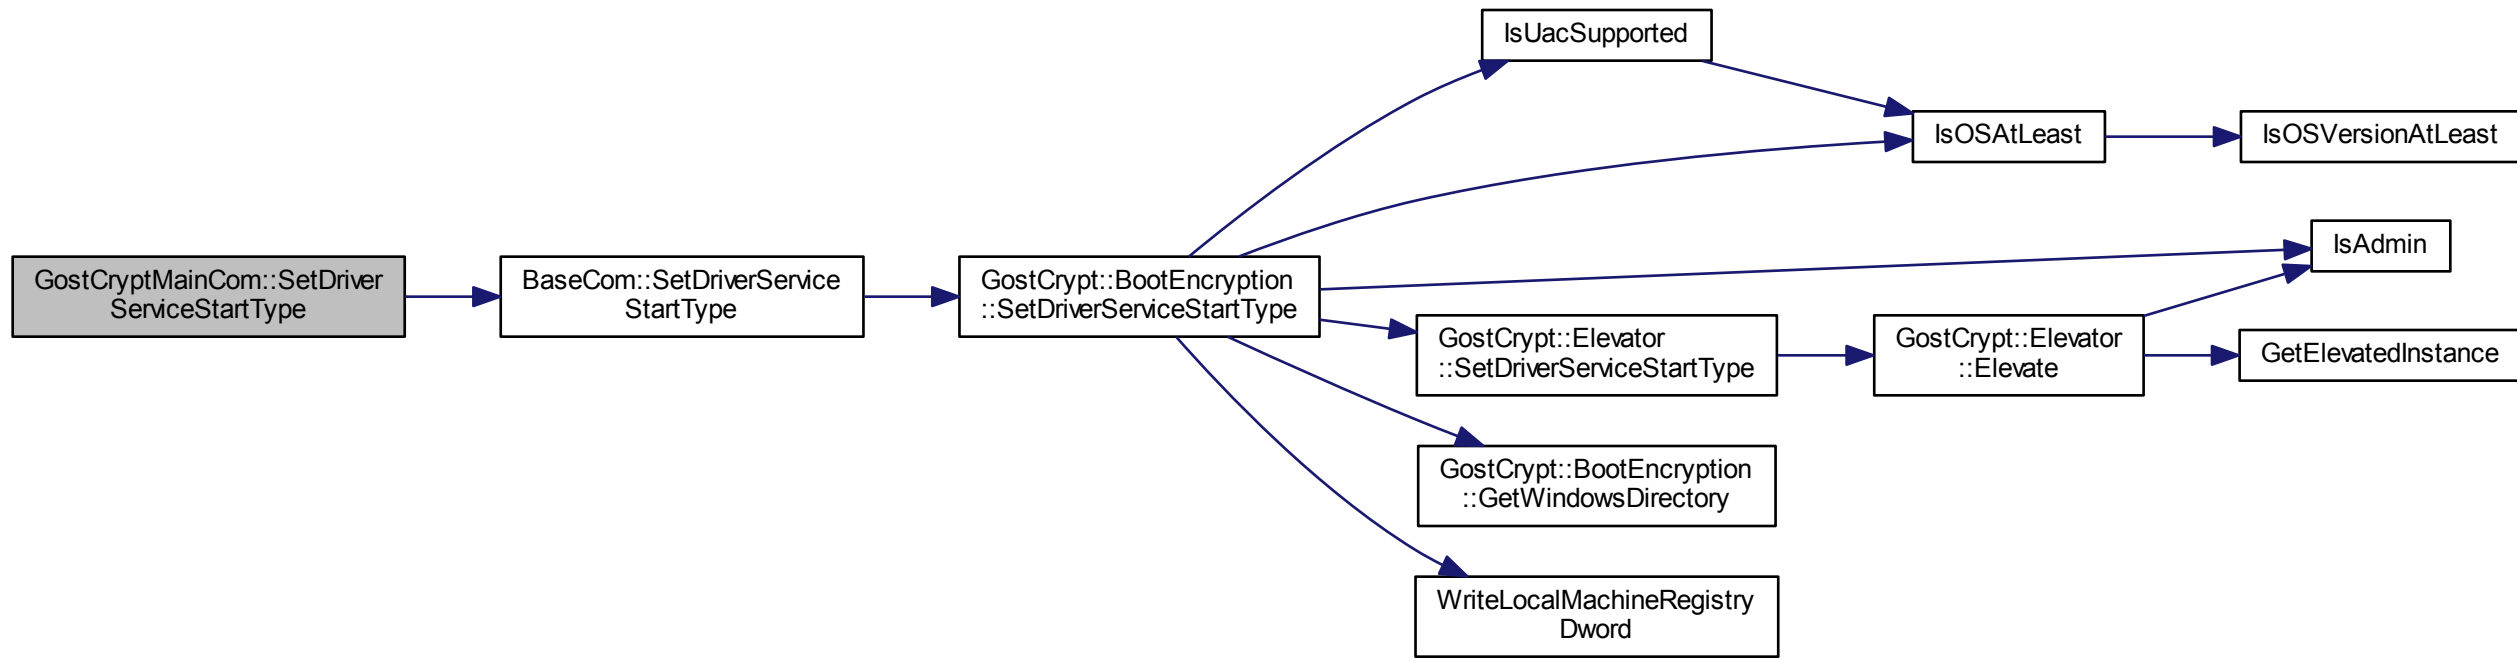 IsUacSupported
IsOSAtLeast
IsOSVersionAtLeast
IsAdmin
GostCryptMainCom::SetDriver
ServiceStartType
BaseCom::SetDriverService
StartType
GostCrypt::BootEncryption
::SetDriverServiceStartType
GostCrypt::Elevator
::SetDriverServiceStartType
GostCrypt::Elevator
::Elevate
GetElevatedInstance
GostCrypt::BootEncryption
::GetWindowsDirectory
WriteLocalMachineRegistry
Dword